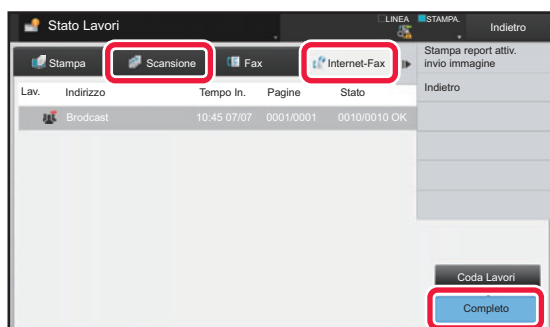 Stato Lavori
LINEA
STAMPA.
Indietro
Stampa
Scansione
Fax
Internet-Fax
Stampa report attiv.
invio immagine
Indietro
Lav. Indirizzo Tempo In. Pagine Stato
Brodcast 10:45 07/07 0001/0001 0010/0010 OK
Coda Lavori
Completo